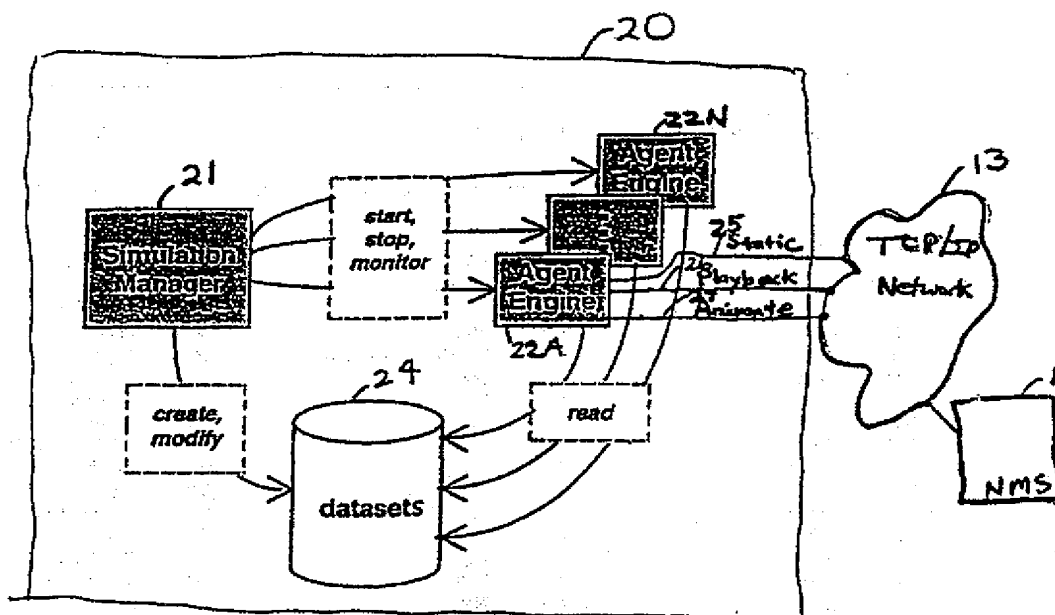 20
22N
Agent
Engine
13
21
start,
stop,
monitor
Simulation
Manager
25
Static
TCP/IP
Playback
Network
Animate
Agent
Engine
22A
24
create,
modify
read
datasets
NMS